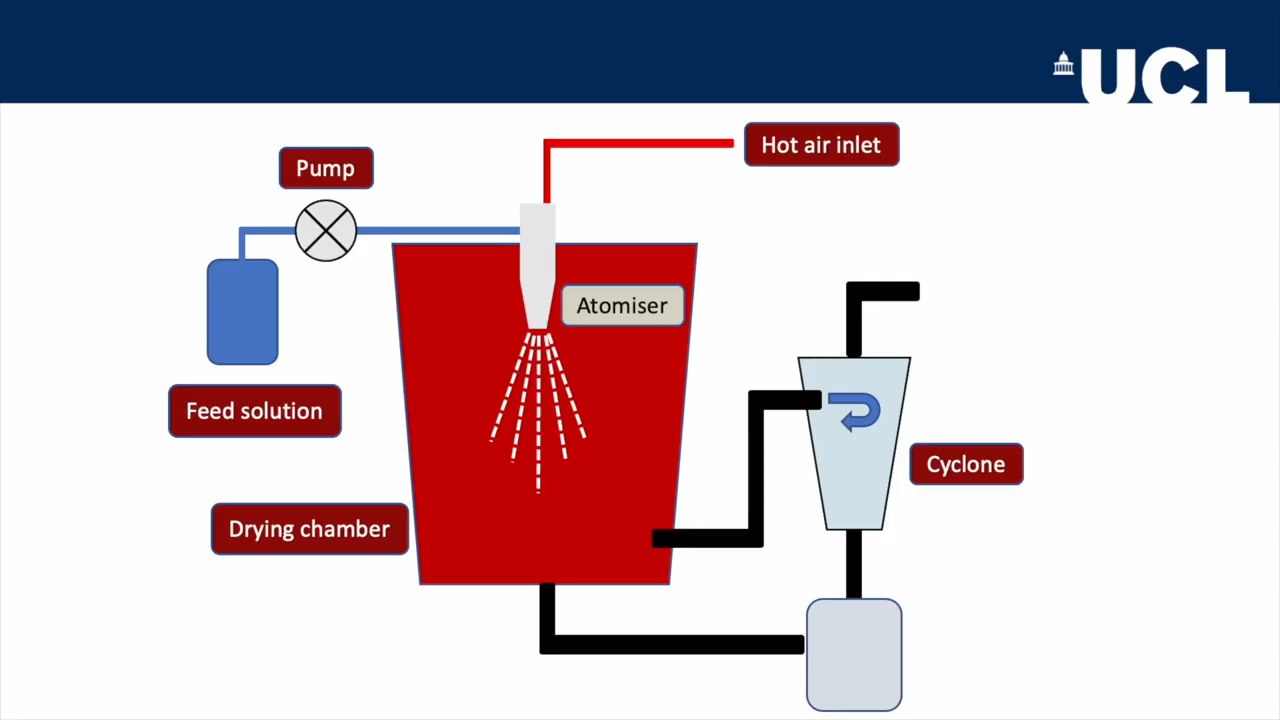 UCL
Hot air inlet
Pump
Atomiser
Feed solution
Cyclone
Drying chamber